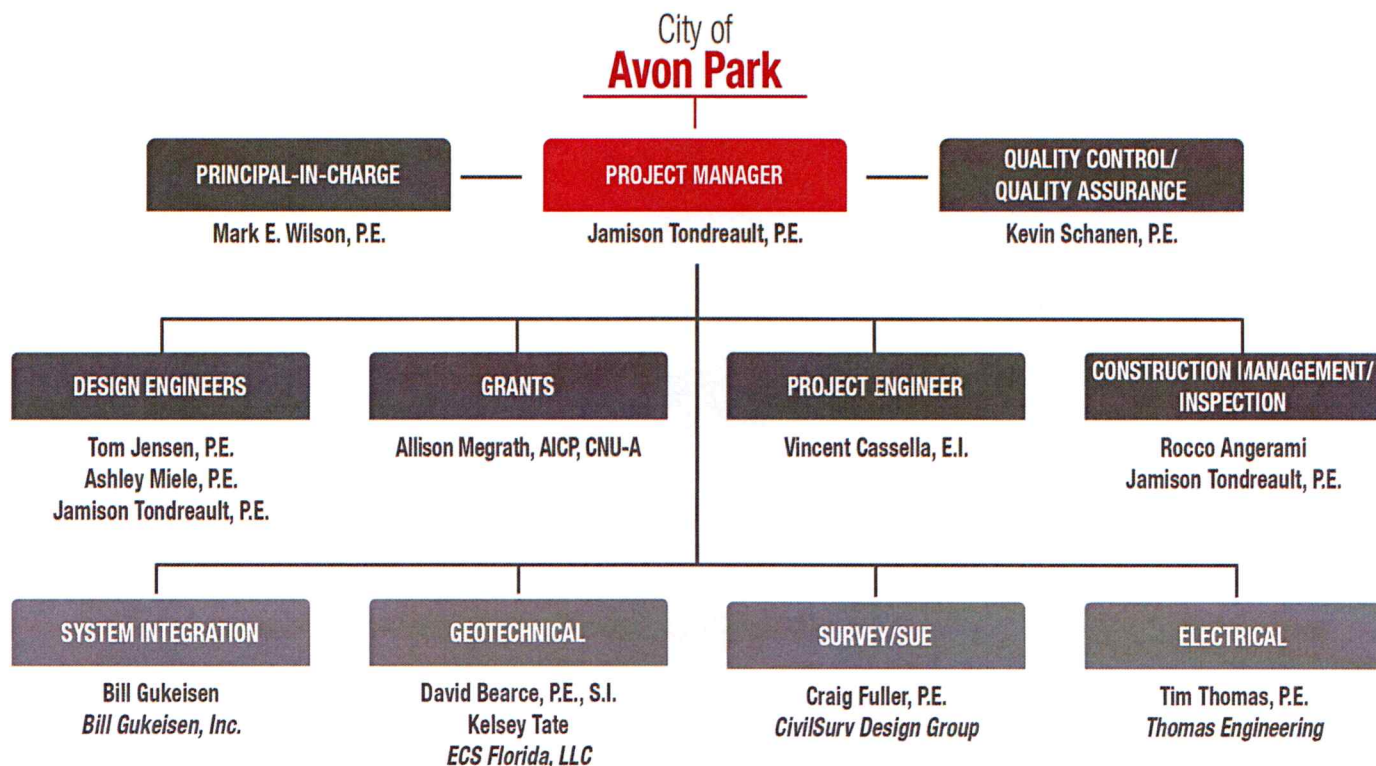 City of
Avon Park
PRINCIPAL-IN-CHARGE
Mark E. Wilson, P.E.
PROJECT MANAGER
Jamison Tondreault, P.E.
QUALITY CONTROL/
QUALITY ASSURANCE
Kevin Schanen, P.E.
DESIGN ENGINEERS
Tom Jensen, P.E.
Ashley Miele, P.E.
Jamison Tondreault, P.E.
GRANTS
Allison Megrath, AICP, CNU-A
PROJECT ENGINEER
Vincent Cassella, E.I.
CONSTRUCTION MANAGEMENT/
INSPECTION
Rocco Angerami
Jamison Tondreault, P.E.
SYSTEM INTEGRATION
Bill Gukeisen
Bill Gukeisen, Inc.
GEOTECHNICAL
David Bearce, P.E., S.I.
Kelsey Tate
ECS Florida, LLC
SURVEY/SUE
Craig Fuller, P.E.
CivilSurv Design Group
ELECTRICAL
Tim Thomas, P.E.
Thomas Engineering